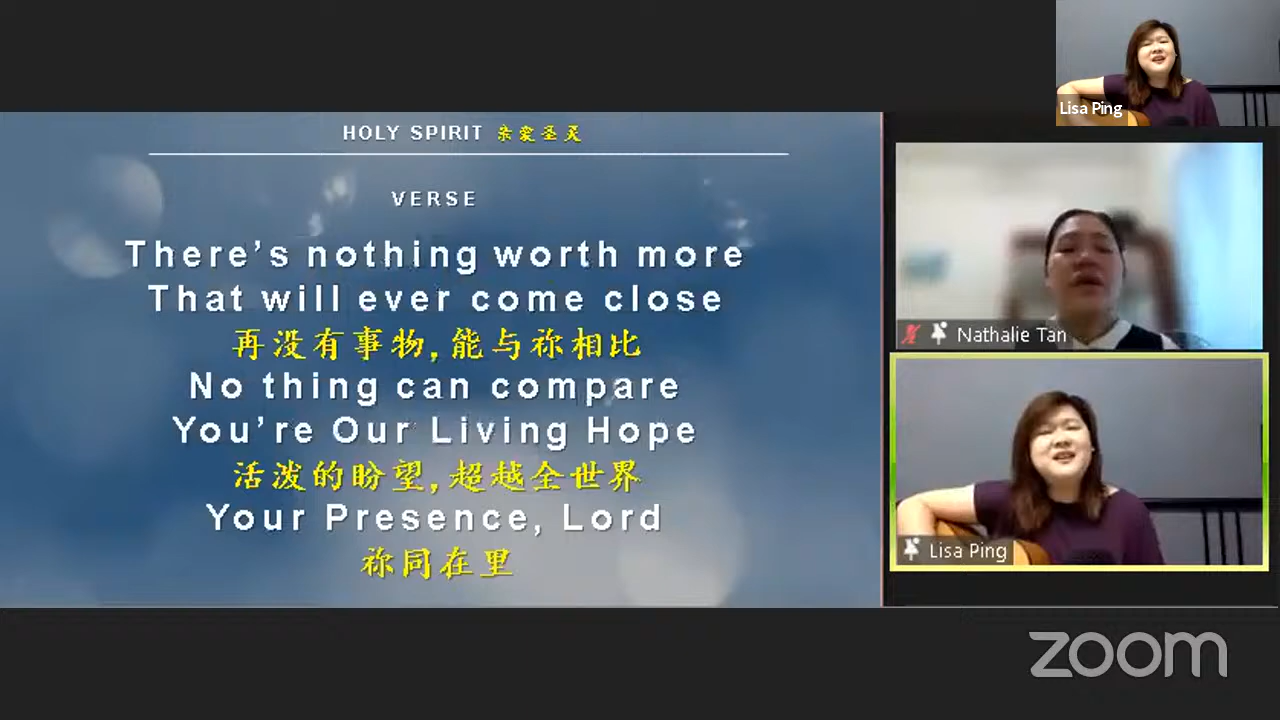 HOLY SPIRIT 亲爱圣灵
VERSE
There's nothing worth more
That will ever come close
再没有事物,能与祢相比
No thing can compare
You're Our Living Hope
活泼的盼望,超越全世界
Your Presence, Lord
祢同在里
Lisa Ping
Nathalie Tan
Lisa Ping
zoom